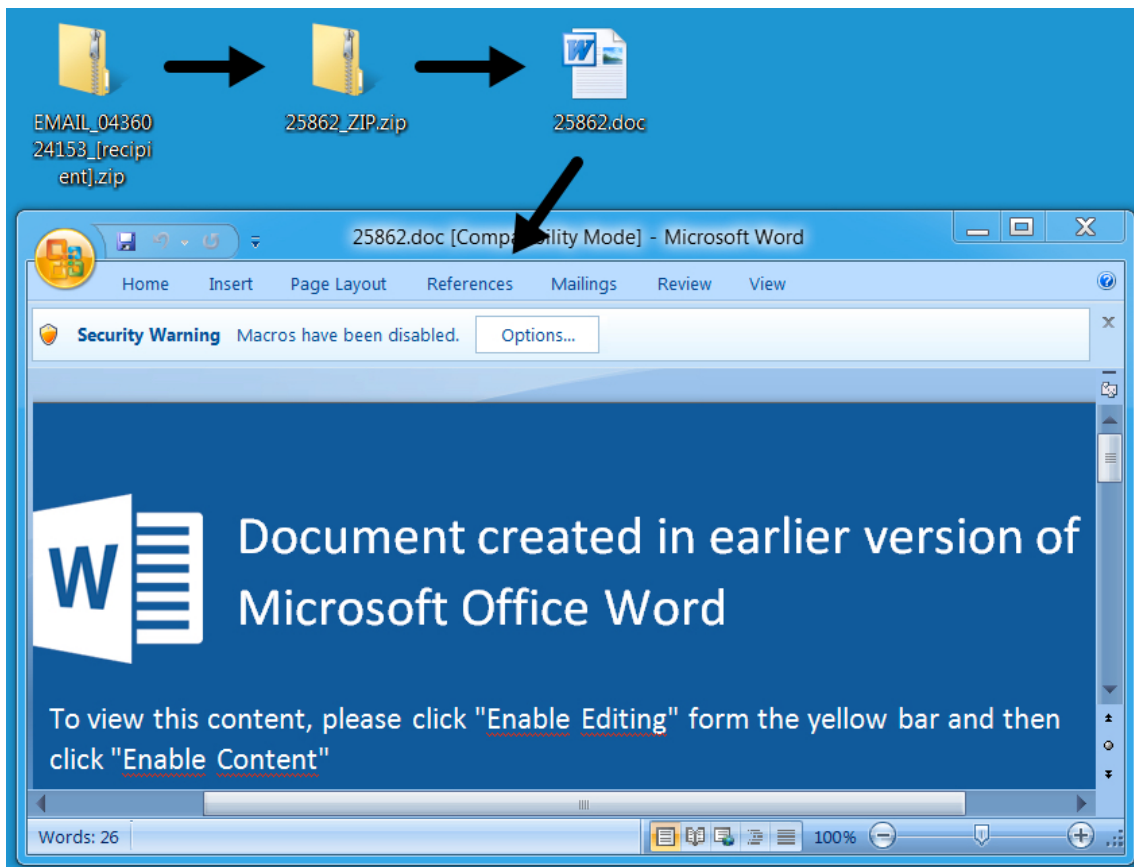 EMAIL_04360
24153_[recipi
ent].zip
25862_ZIP.zip
25862.doc
25862.doc [Compa bility Mode] - Microsoft Word
Home Insert Page Layout References Mailings Review View
Security Warning Macros have been disabled. Options...
W
Document created in earlier version of
Microsoft Office Word
To view this content, please click "Enable Editing" form the yellow bar and then
click "Enable Content"
Words: 26
100%